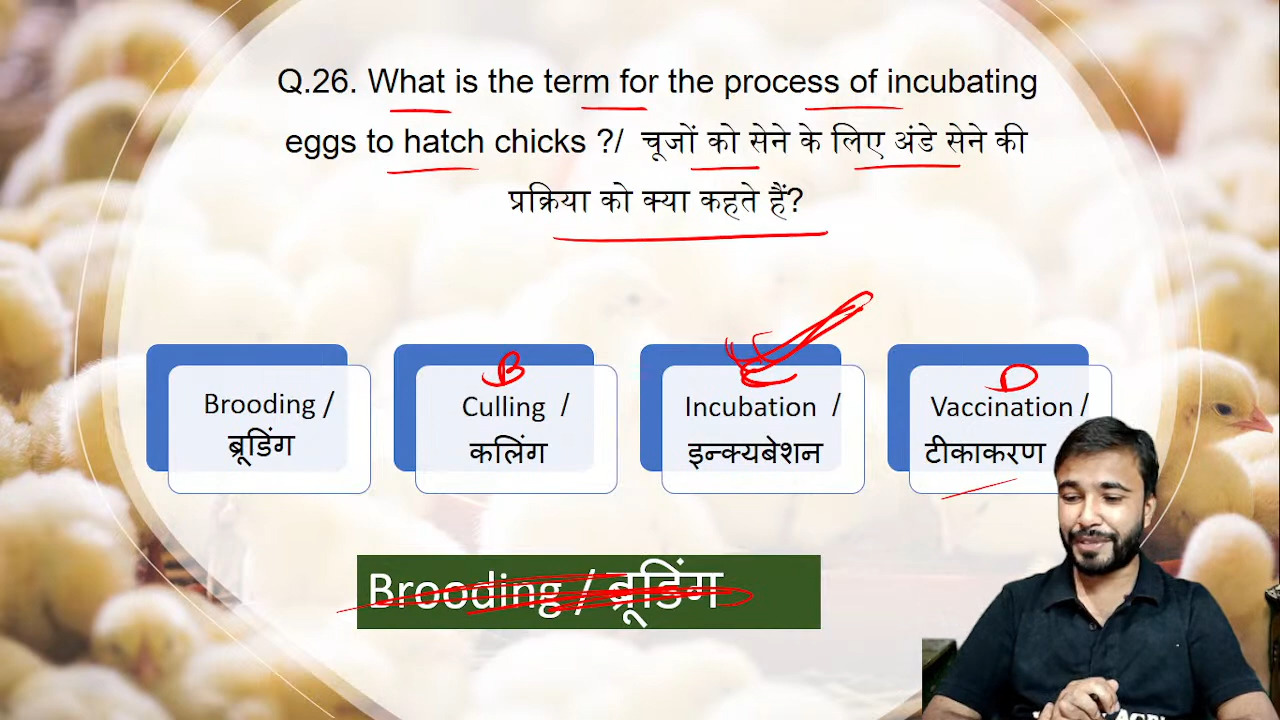 Q.26. What is the term for the process of incubating
eggs to hatch chicks ?/ चूजों को सेने के लिए अंडे सेने की
प्रक्रिया को क्या कहते हैं?
Brooding /
ब्रूडिंग
B
Culling /
कलिंग
Incubation /
इन्क्यबेशन
D
Vaccination /
टीकाकरण
Brooding / ब्रूडिंग